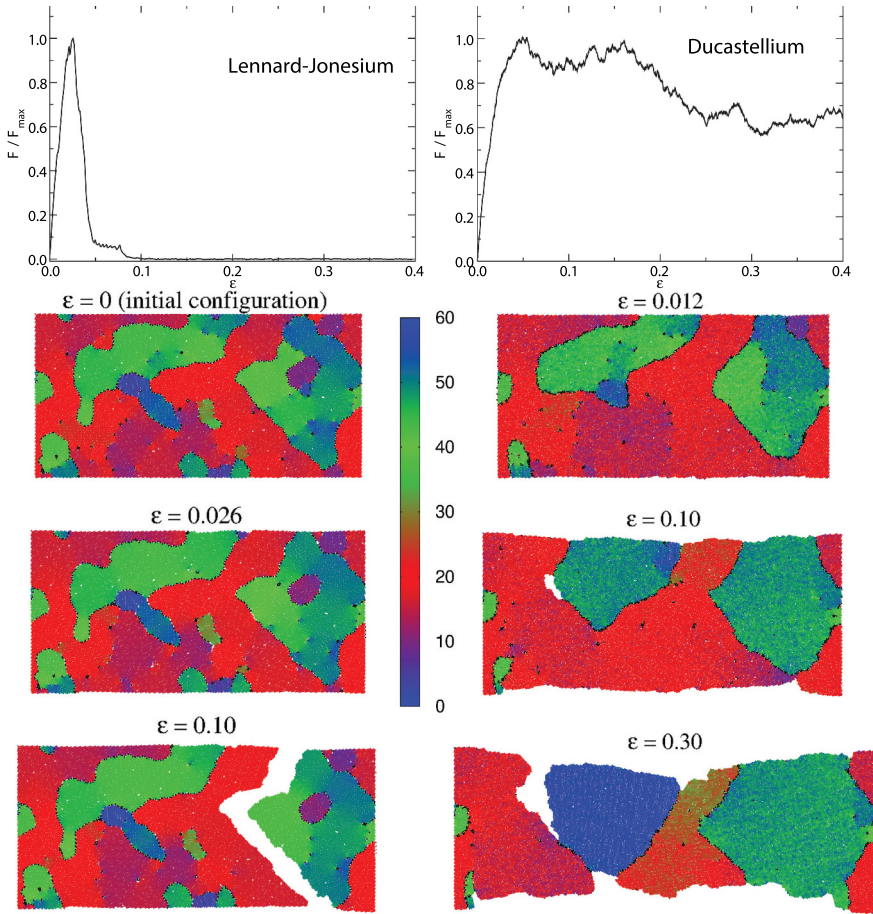 Lennard-Jonesium
F / Fmax
1.0
0.8
0.6
0.4
0.2
0.0
0.0 0.1 0.2 0.3 0.4
ε
Ducastellium
F / Fmax
1.0
0.8
0.6
0.4
0.2
0.0
0.0 0.1 0.2 0.3 0.4
ε
ε = 0 (initial configuration)
ε = 0.012
60
50
40
30
20
10
0
ε = 0.026
ε = 0.10
ε = 0.10
ε = 0.30